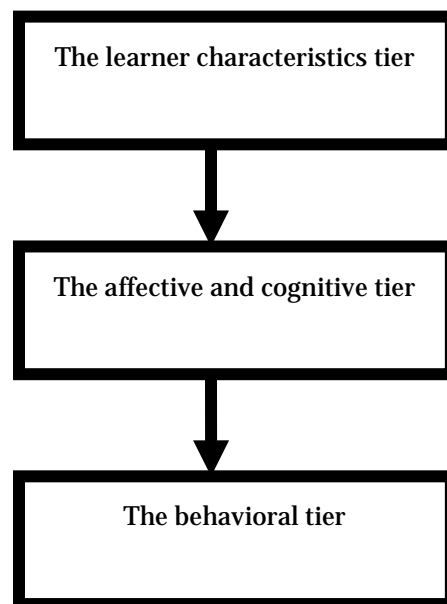 The learner characteristics tier
The affective and cognitive tier
The behavioral tier